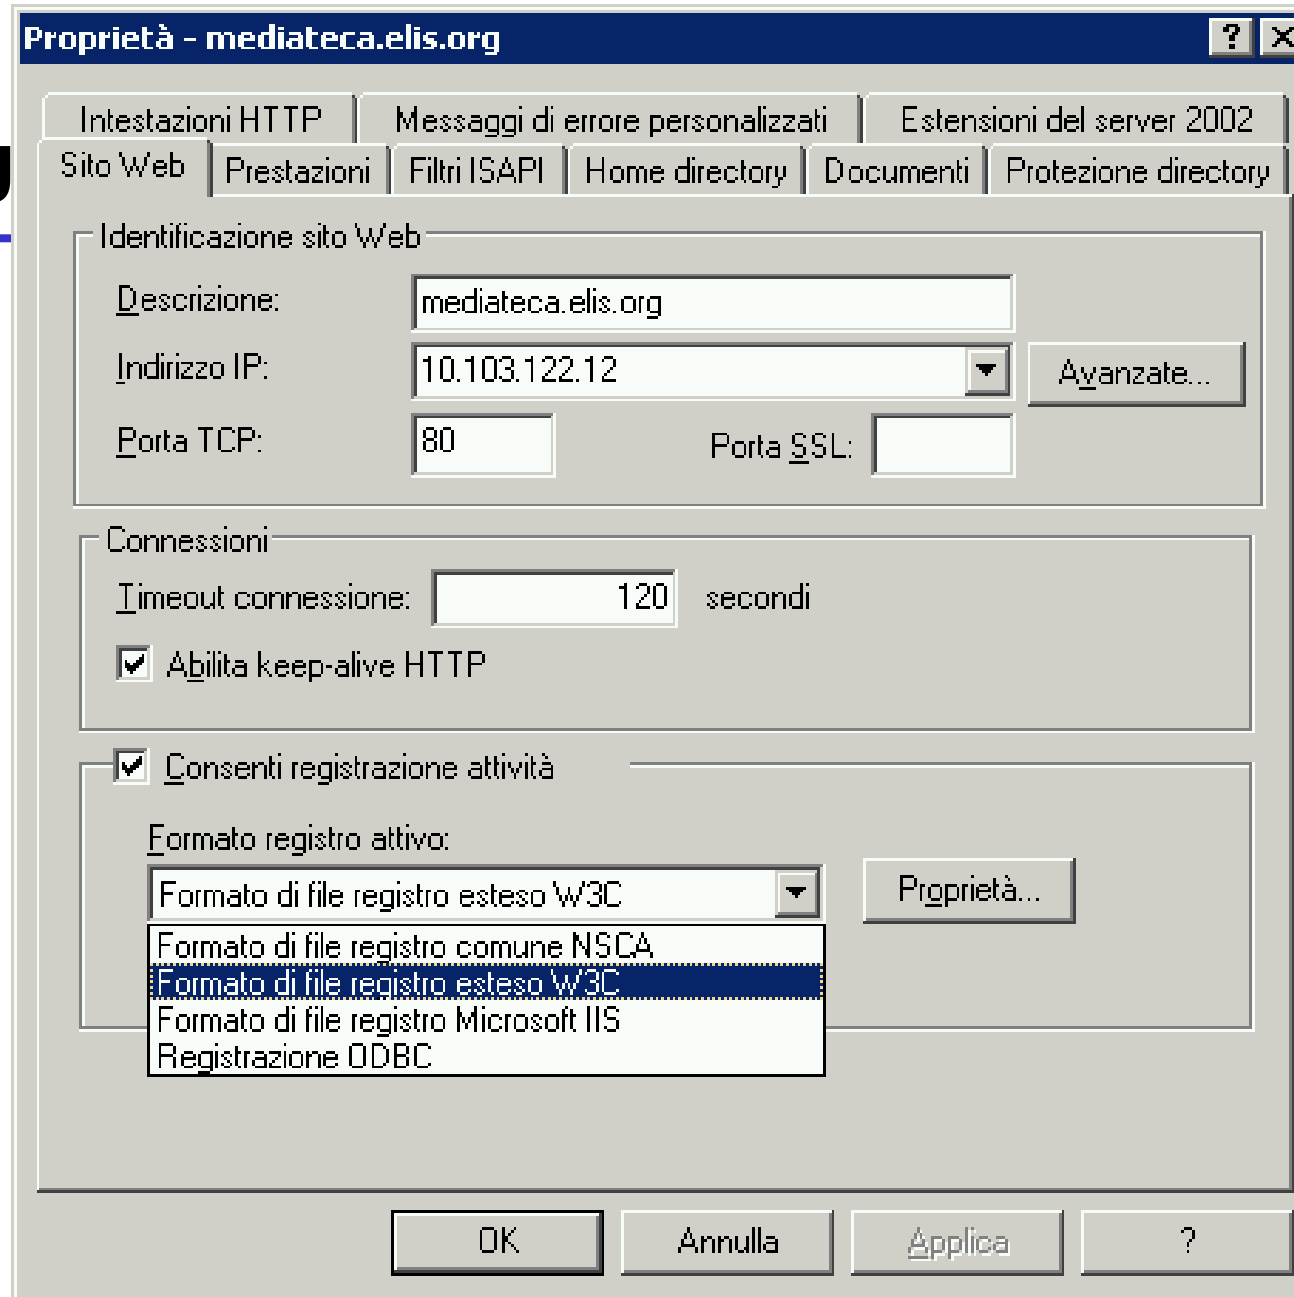 Proprietà - mediateca.elis.org
Intestazioni HTTP Messaggi di errore personalizzati Estensioni del server 2002
Sito Web Prestazioni Filtri ISAPI Home directory Documenti Protezione directory
Identificazione sito Web
Descrizione: mediateca.elis.org
Indirizzo IP: 10.103.122.12 Avanzate...
Porta TCP: 80 Porta SSL:
Connessioni
Timeout connessione: 120 secondi
Abilita keep-alive HTTP
Consenti registrazione attività
Formato registro attivo:
Formato di file registro esteso W3C Proprietà...
Formato di file registro comune NSCA
Formato di file registro esteso W3C
Formato di file registro Microsoft IIS
Registrazione ODBC
OK Annulla Applica ?